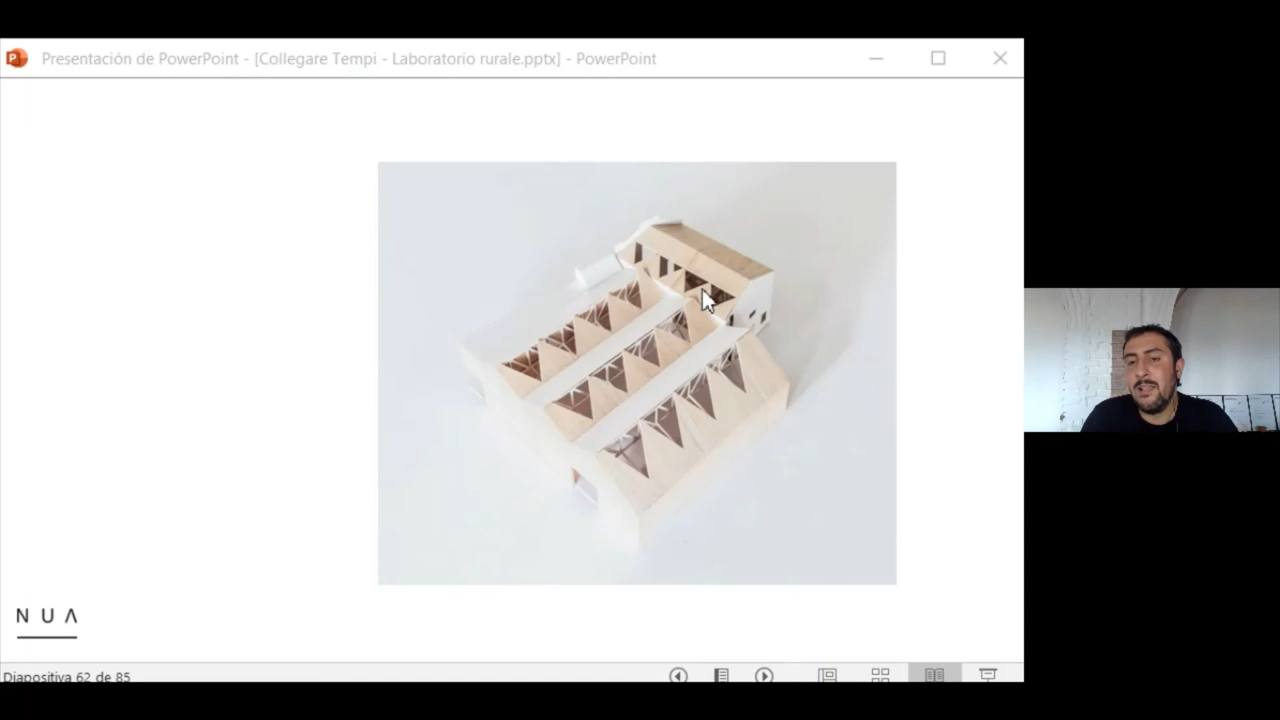 Presentación de PowerPoint - [Collegare Tempi - Laboratorio rurale.pptx] - PowerPoint
N U Λ
Diapositiva 62 de 85